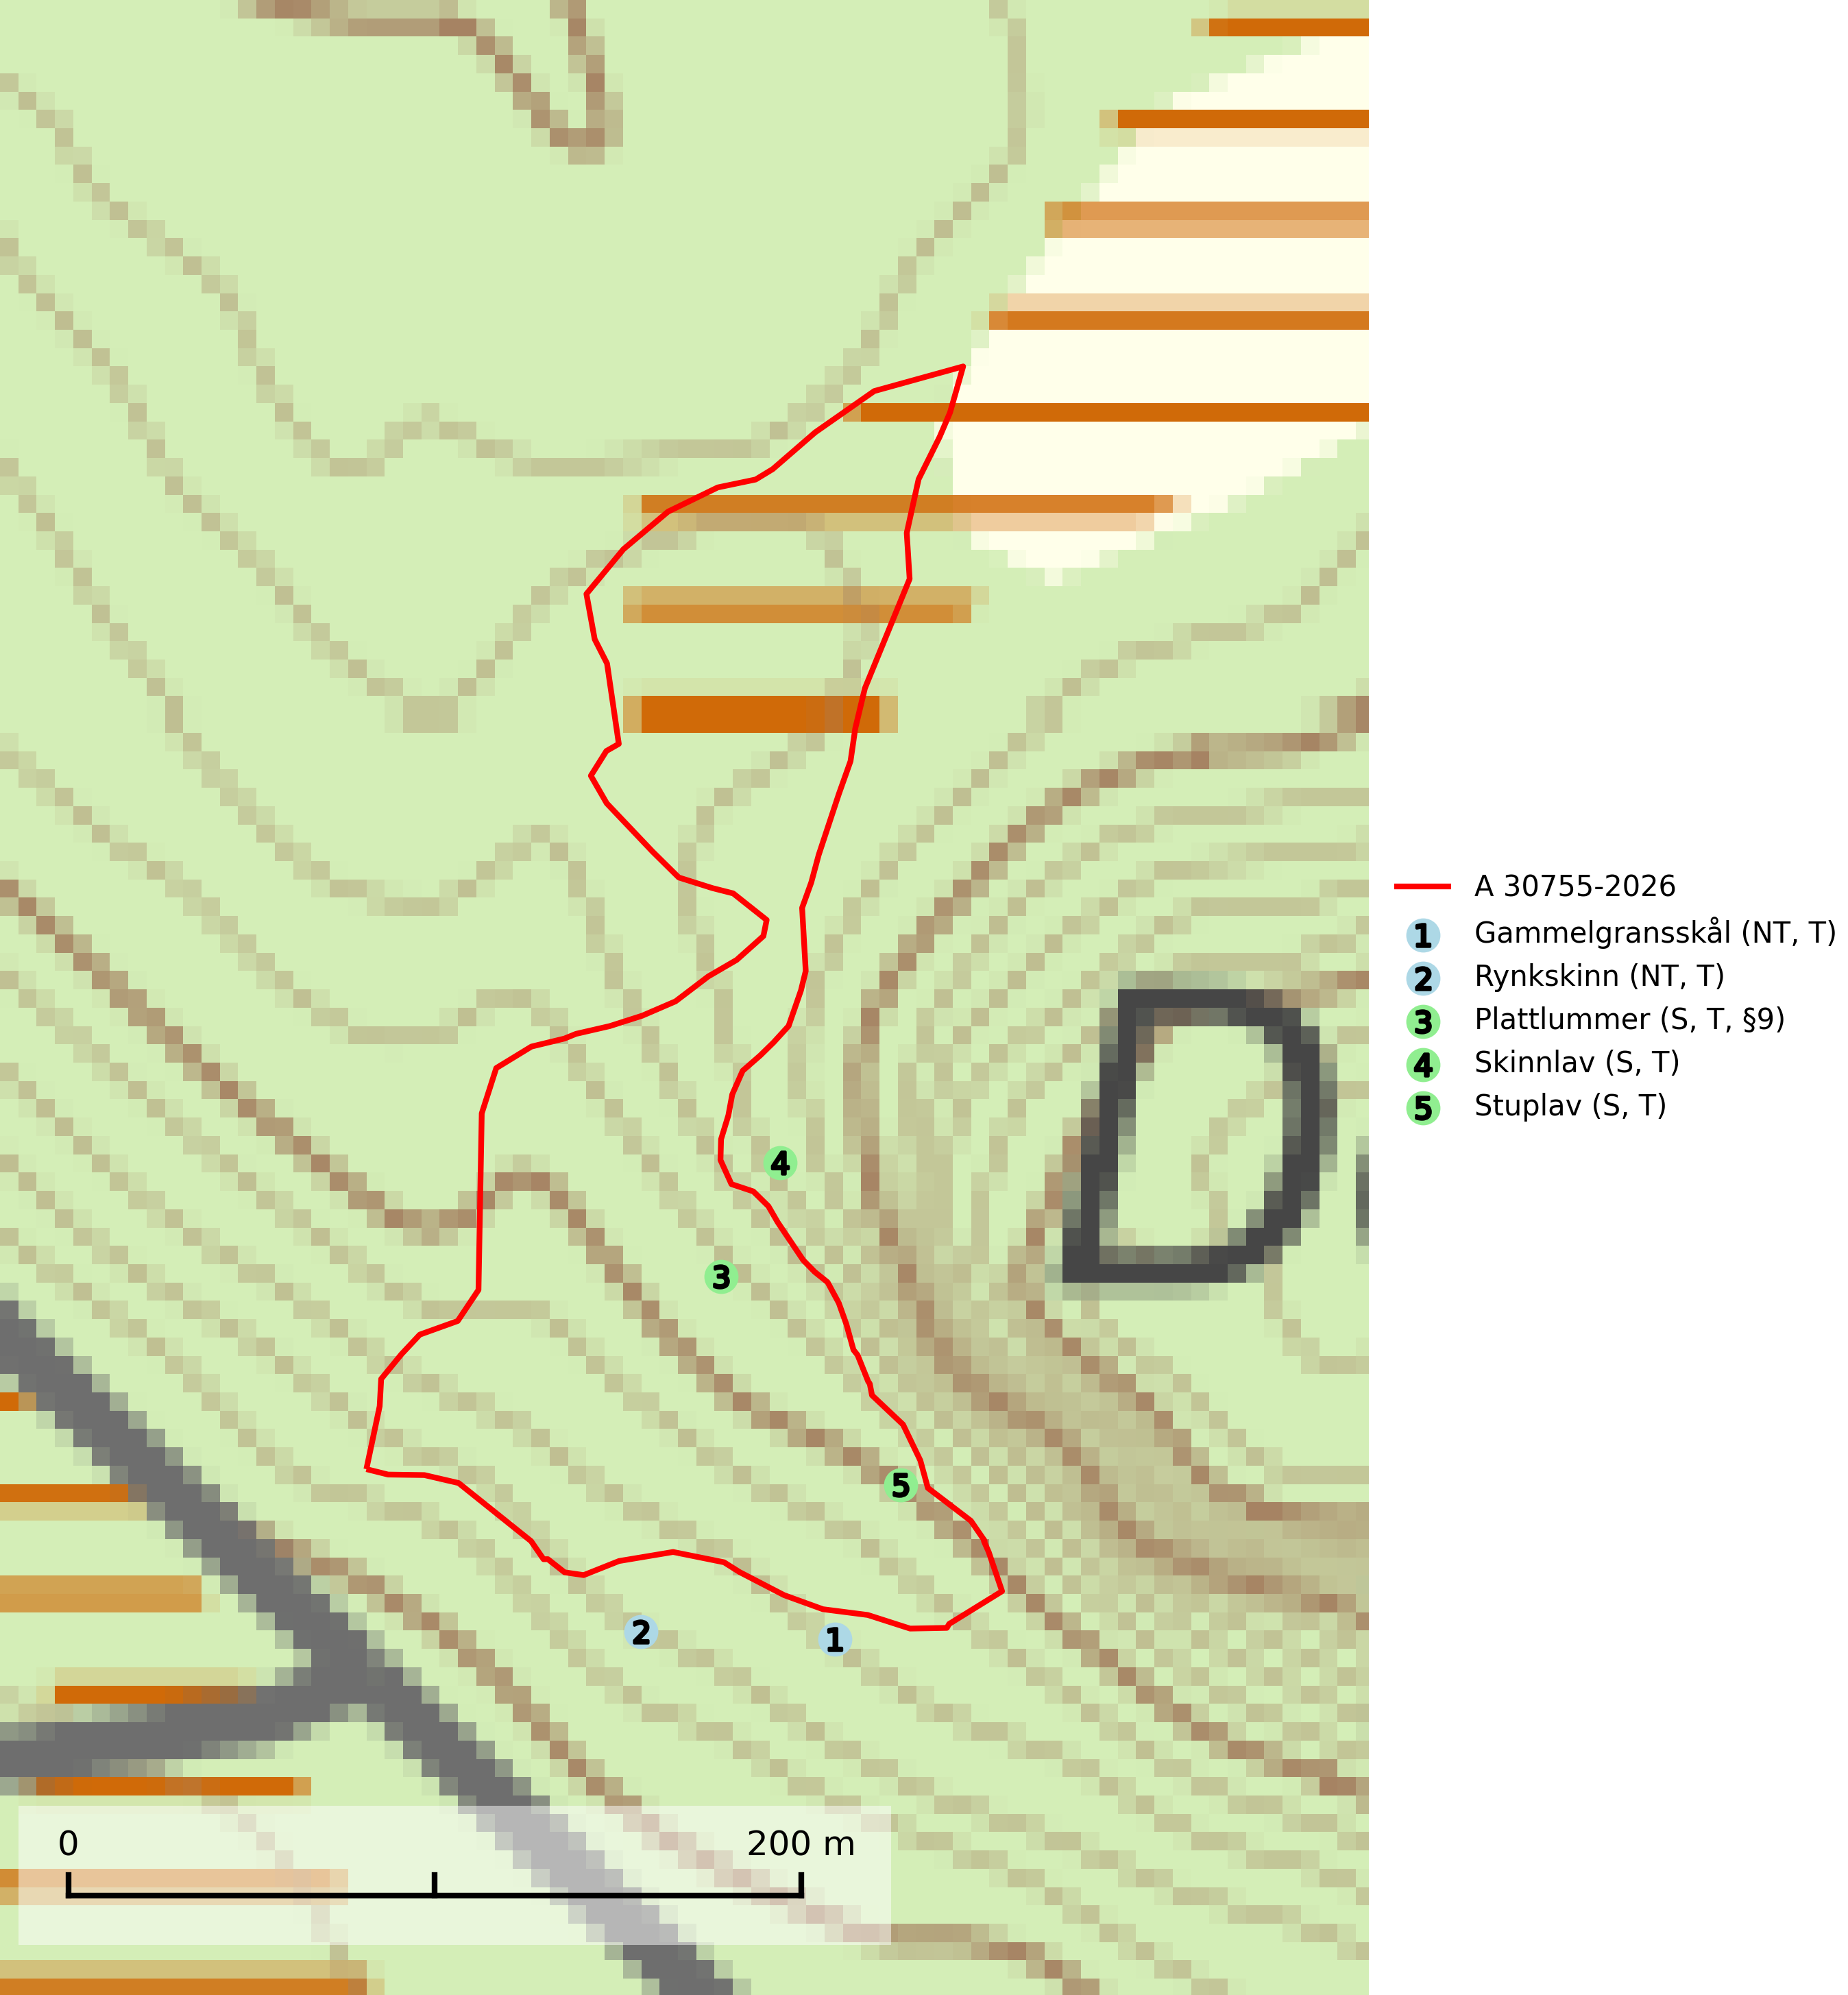 4
3
5
2
1
0
200 m
A 30755-2026
1 Gammelgransskål (NT, T)
2 Rynkskinn (NT, T)
3 Plattlummer (S, T, §9)
4 Skinnlav (S, T)
5 Stuplav (S, T)